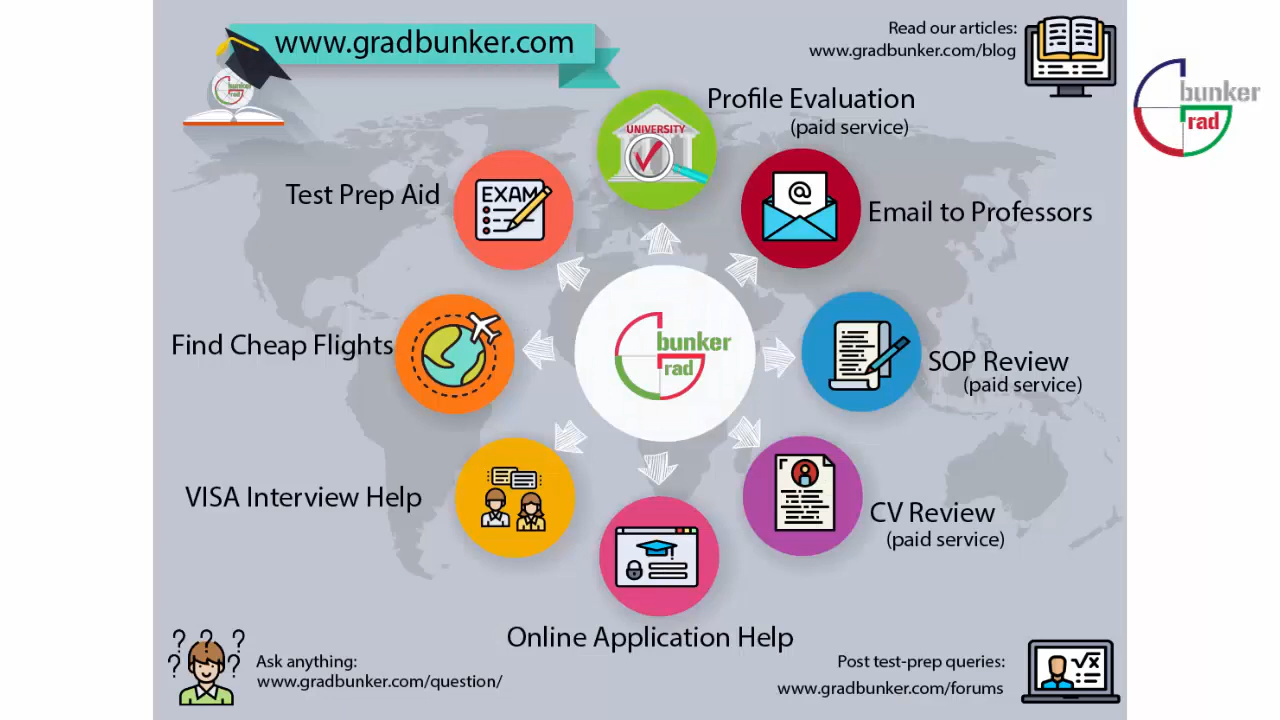 www.gradbunker.com
Read our articles:
www.gradbunker.com/blog
bunker
rad
bunker
rad
Profile Evaluation
(paid service)
UNIVERSITY
Test Prep Aid
EXAM
@
Email to Professors
Find Cheap Flights
bunker
rad
SOP Review
(paid service)
VISA Interview Help
CV Review
(paid service)
Online Application Help
Ask anything:
www.gradbunker.com/question/
Post test-prep queries:
www.gradbunker.com/forums
√x
? ? ? ? ?